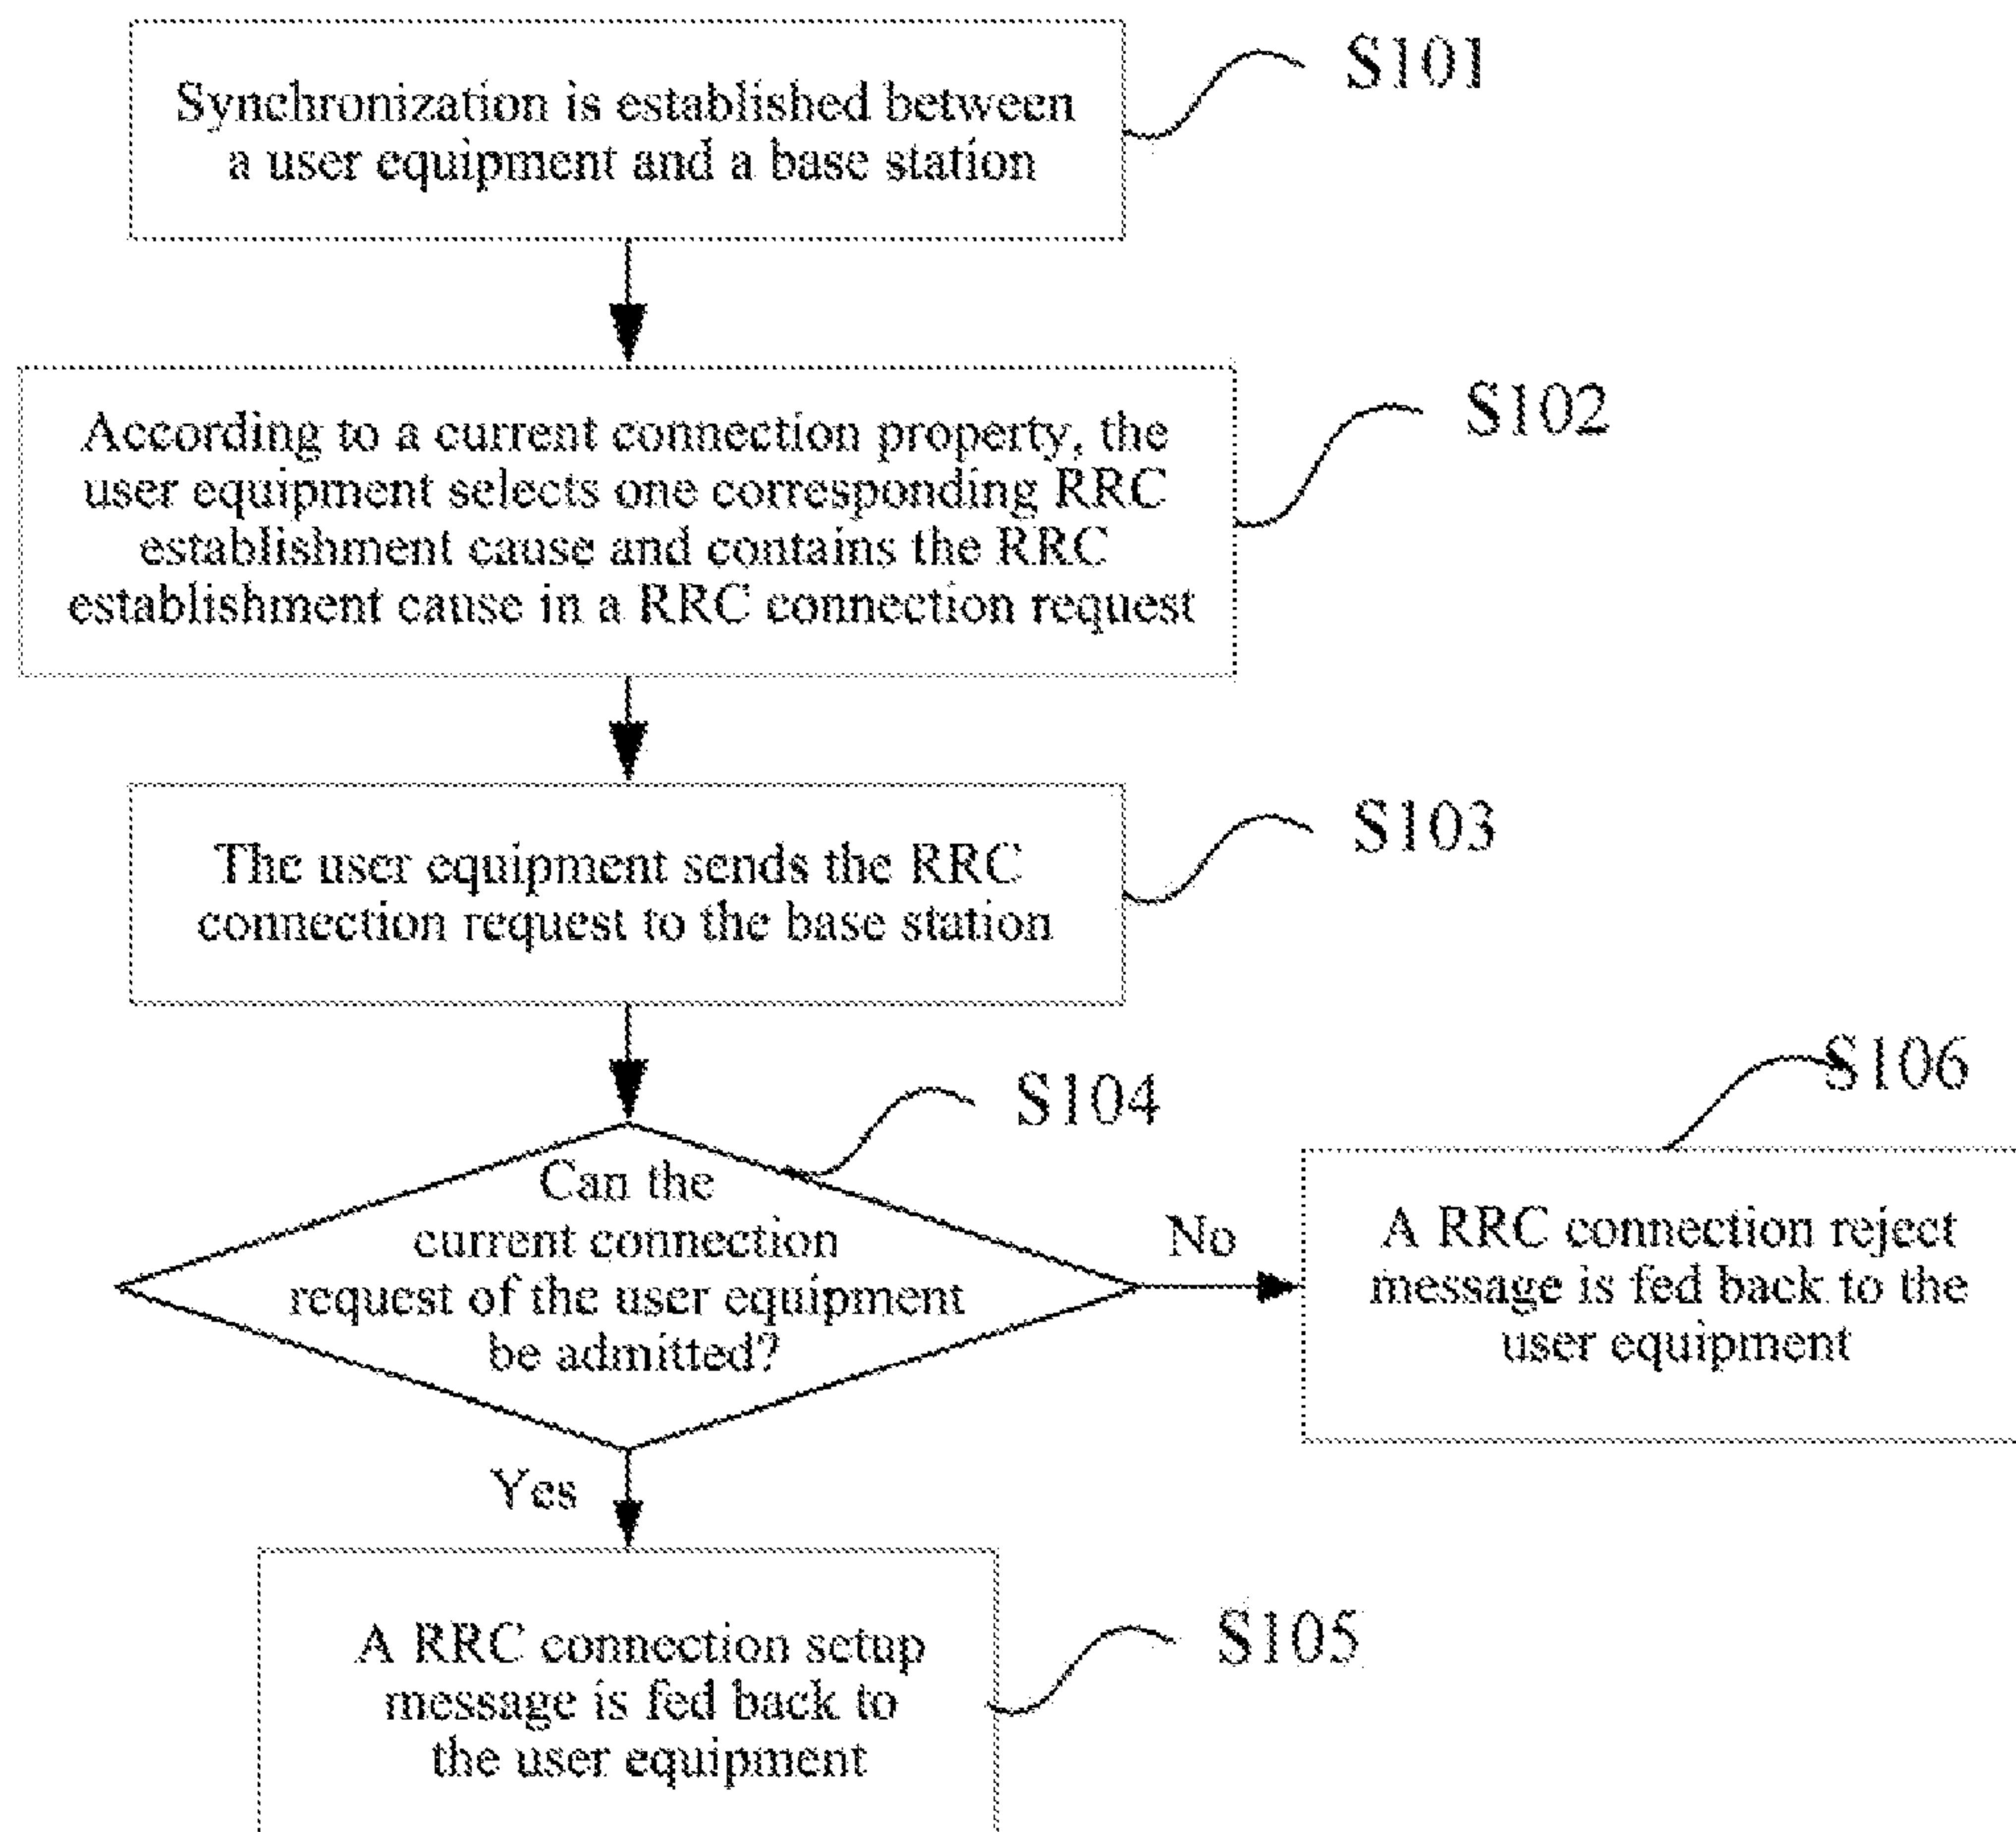 Synchronization is established between
a user equipment and a base station
S101
According to a current connection property, the
user equipment selects one corresponding RRC
establishment cause and contains the RRC
establishment cause in a RRC connection request
S102
The user equipment sends the RRC
connection request to the base station
S103
Can the
current connection
request of the user equipment
be admitted?
S104
No
A RRC connection reject
message is fed back to the
user equipment
S106
Yes
A RRC connection setup
message is fed back to
the user equipment
S105